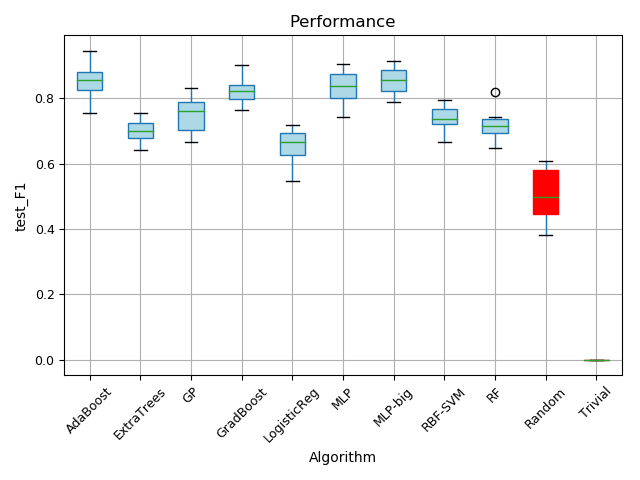 Performance
test_F1
0.8
0.6
0.4
0.2
0.0
AdaBoost
ExtraTrees
GP
GradBoost
LogisticReg
MLP
MLP-big
RBF-SVM
RF
Random
Trivial
Algorithm